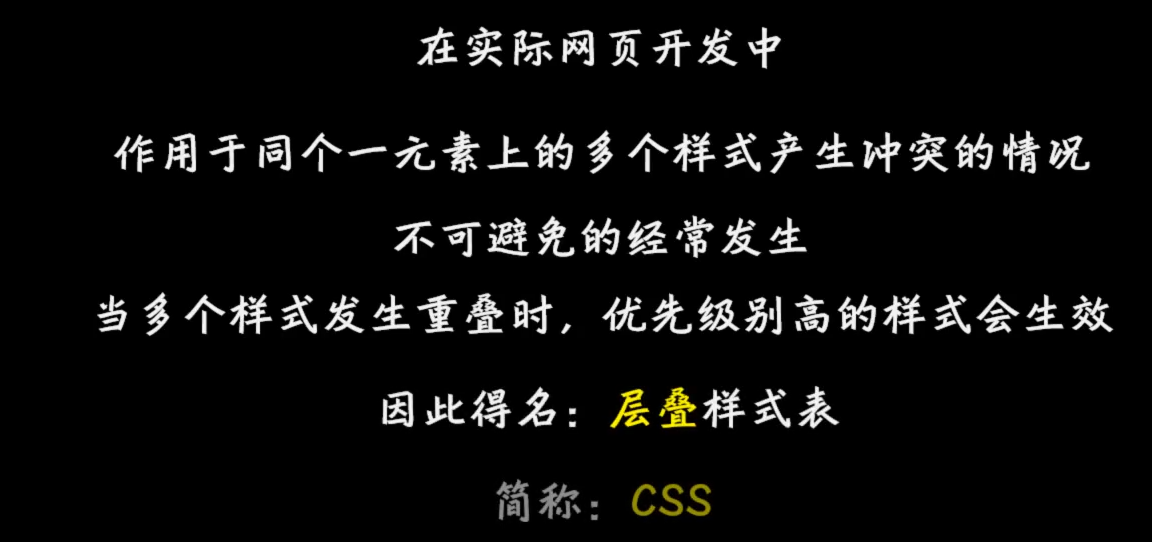 在实际网页开发中
作用于同个一元素上的多个样式产生冲突的情况
不可避免的经常发生
当多个样式发生重叠时，优先级别高的样式会生效
因此得名：层叠样式表
简称：CSS